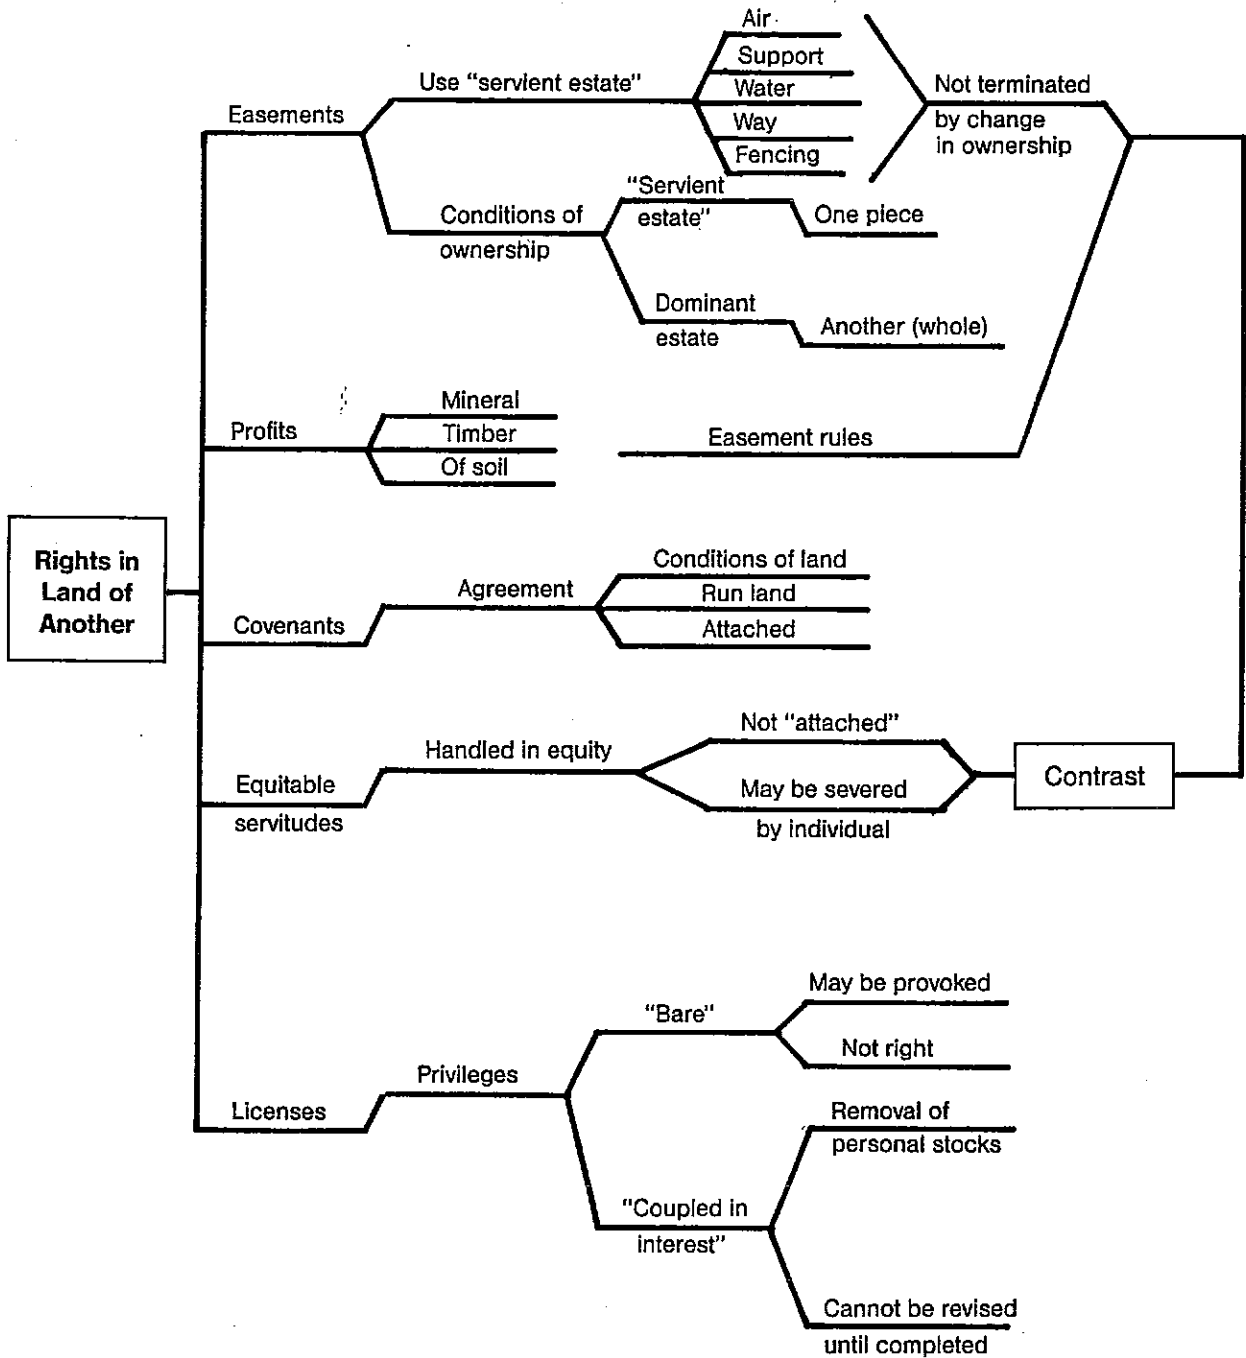 Air
Support
Use "servient estate"
Water
Way
Fencing
Not terminated
by change
in ownership
Easements
"Servient
estate"
One piece
Conditions of
ownership
Dominant
estate
Another (whole)
Mineral
Profits
Timber
Of soil
Easement rules
Rights in
Land of
Another
Conditions of land
Agreement
Run land
Covenants
Attached
Not "attached"
Handled in equity
Equitable
servitudes
May be severed
by individual
Contrast
May be provoked
"Bare"
Not right
Privileges
Licenses
Removal of
personal stocks
"Coupled in
interest"
Cannot be revised
until completed